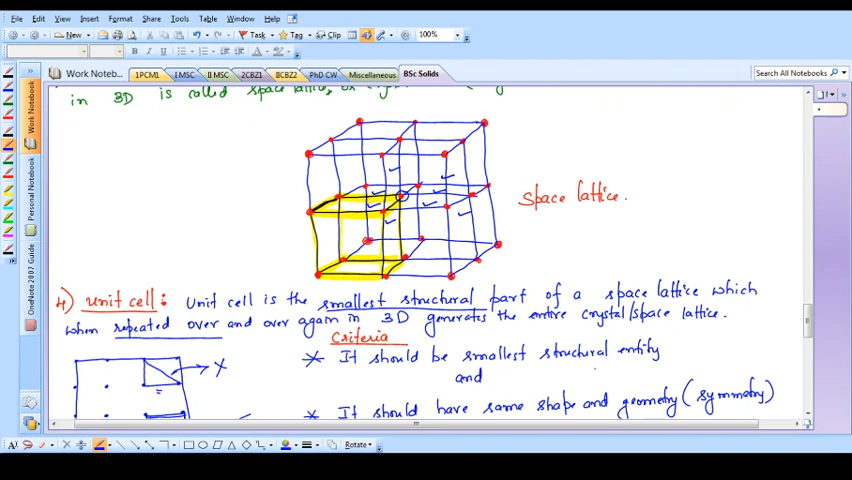 File Edit View Insert Format Share Tools Table Window Help
New Task Tag Clip 100%
Work Noteb... 1PCM1 I MSC II MSC 2CBZ1 IICBZ2 PhD CW Miscellaneous BSc Solids Search All Notebooks
Work Notebook
Personal Notebook
OneNote 2007 Guide
in 3D is called space lattice, or
space lattice.
4) unit cell: Unit cell is the smallest structural part of a space lattice which
when repeated over and over again in 3D generates the entire crystal/space lattice.
Criteria
* It should be smallest structural entity
X
and
* It should have same shape and geometry (symmetry)
Rotate